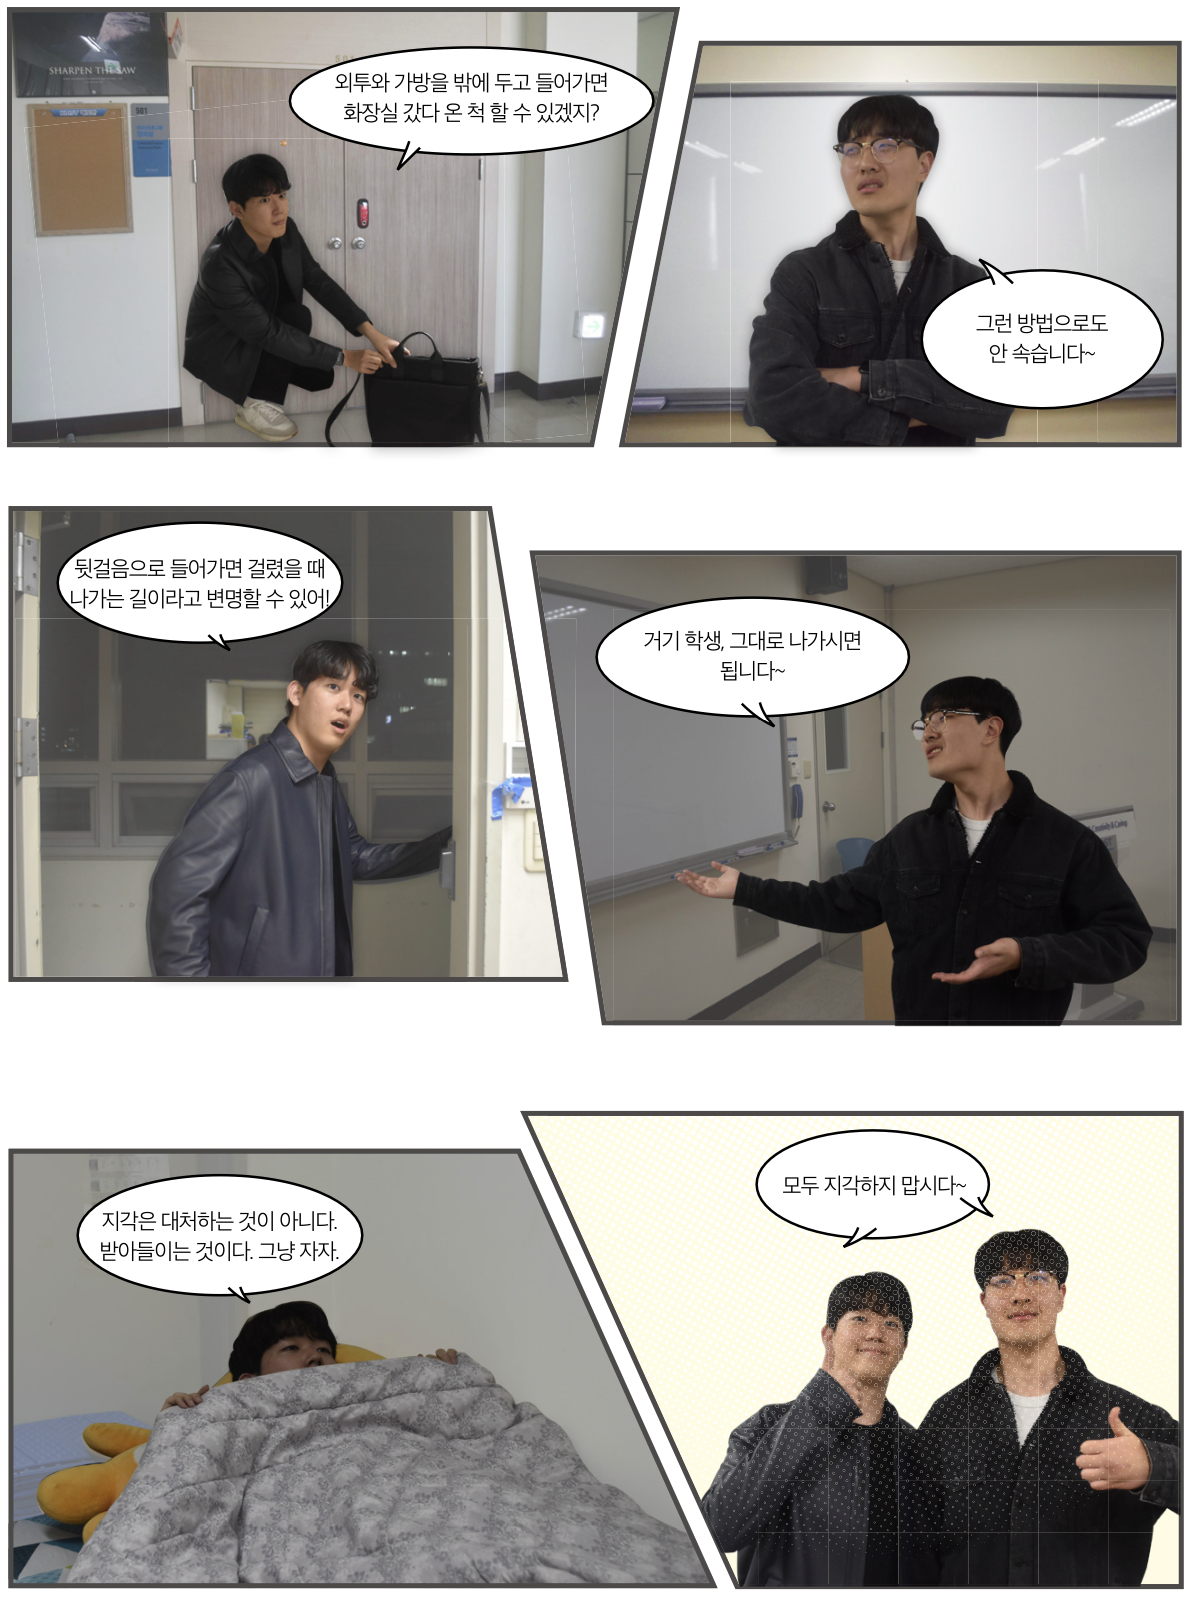 SHARPEN THE SAW
581
외투와 가방을 밖에 두고 들어가면
화장실 갔다 온 척 할 수 있겠지?
그런 방법으로도
안 속습니다~
뒷걸음으로 들어가면 걸렸을 때
나가는 길이라고 변명할 수 있어!
거기 학생, 그대로 나가시면
됩니다~
지각은 대처하는 것이 아니다.
받아들이는 것이다. 그냥 자자.
모두 지각하지 맙시다~